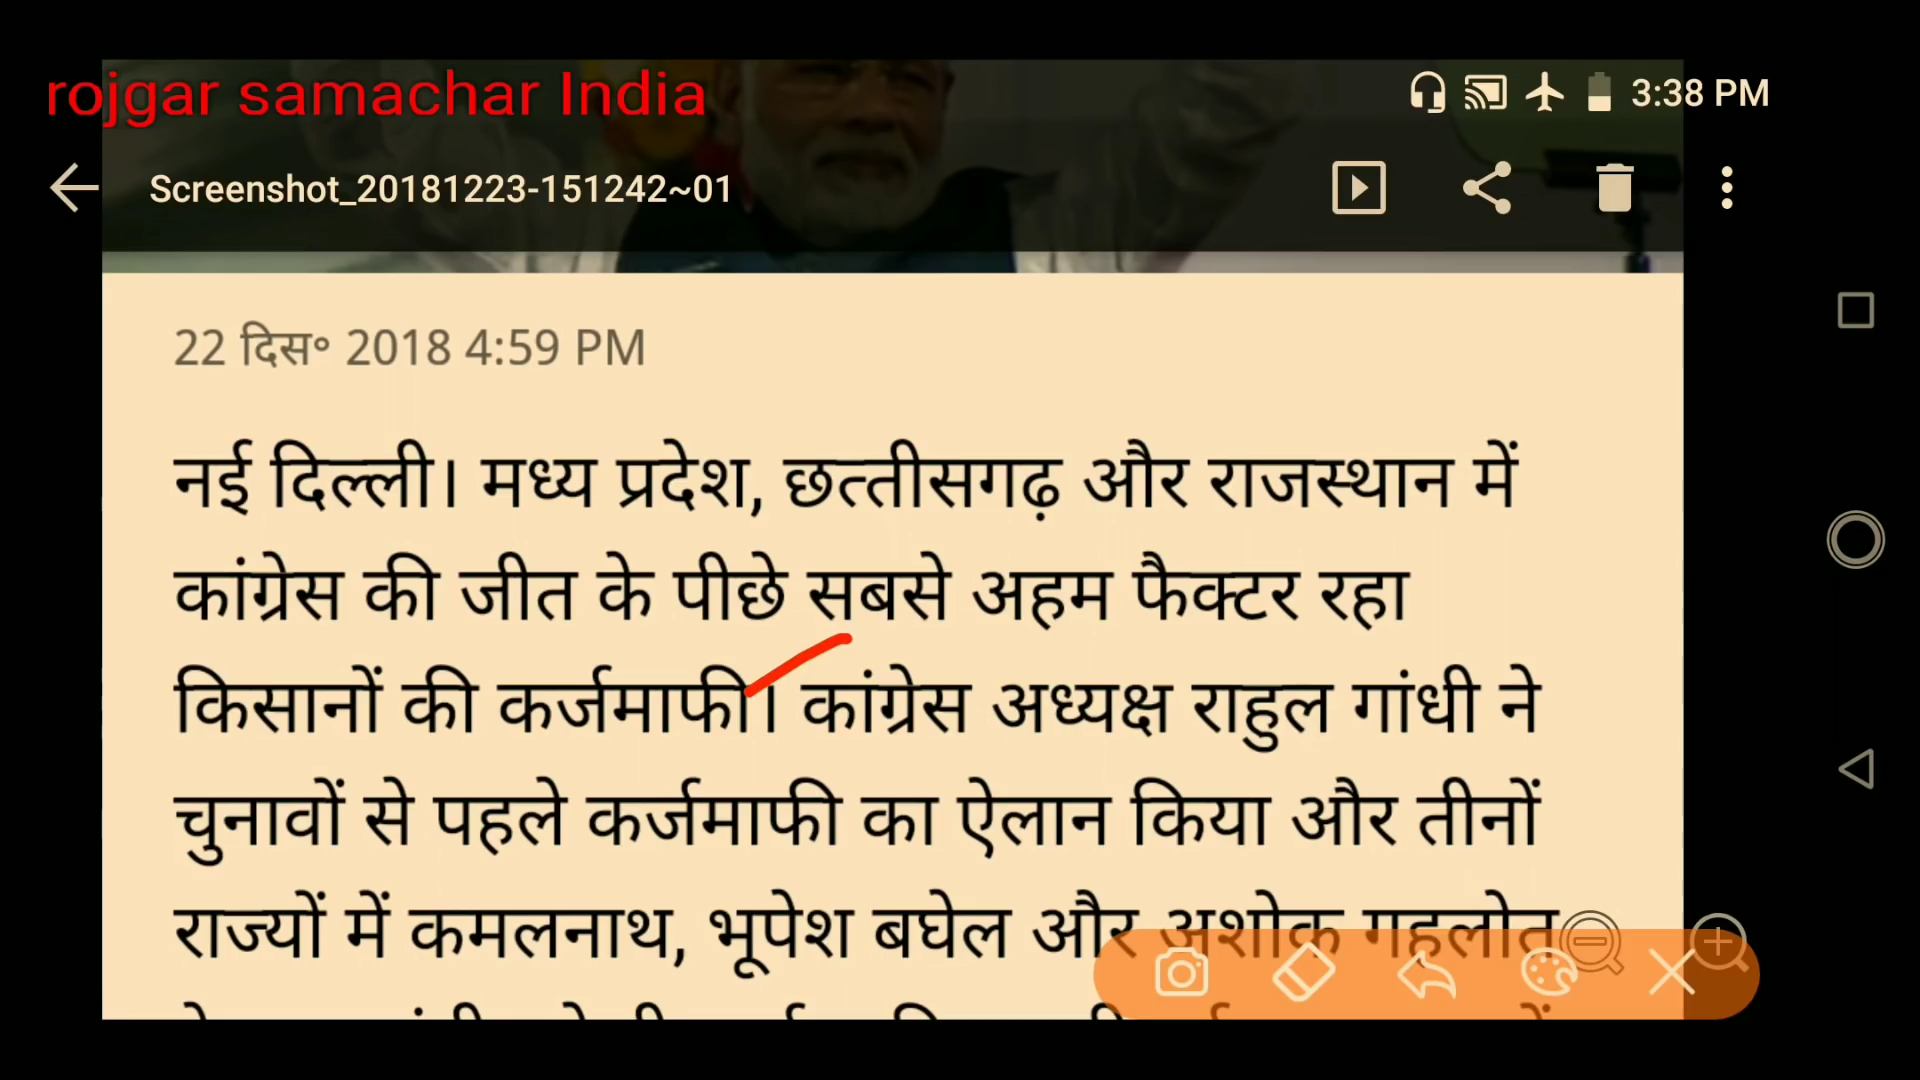 rojgar samachar India
3:38 PM
Screenshot_20181223-151242~01
22 दिस॰ 2018 4:59 PM
नई दिल्ली। मध्य प्रदेश, छत्तीसगढ़ और राजस्थान में
कांग्रेस की जीत के पीछे सबसे अहम फैक्टर रहा
किसानों की कर्जमाफी। कांग्रेस अध्यक्ष राहुल गांधी ने
चुनावों से पहले कर्जमाफी का ऐलान किया और तीनों
राज्यों में कमलनाथ, भूपेश बघेल और अशोक गहलोत